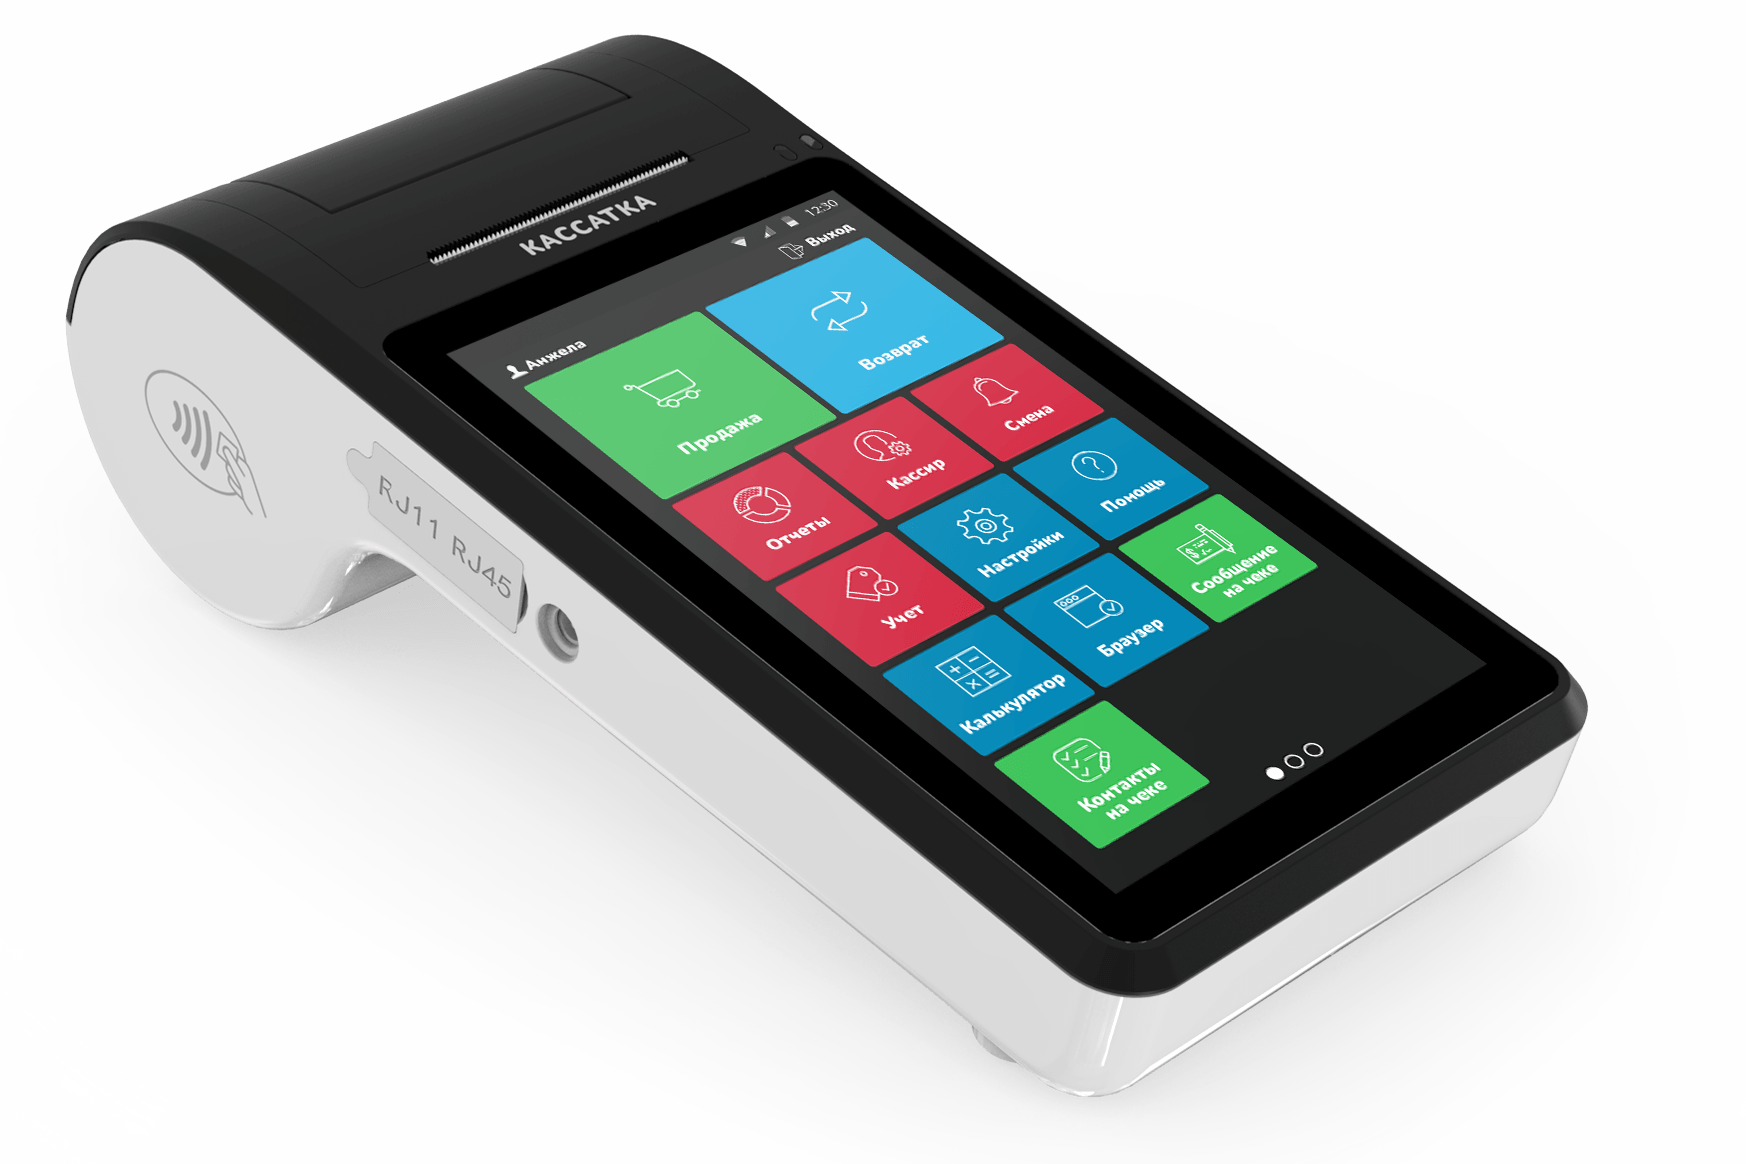 КАССАТКА
12:30
Выход
Анжела
Продажа
Возврат
Отчеты
Кассир
Смена
Учет
Настройки
Помощь
Калькулятор
Браузер
Сообщение
на чеке
Контакты
на чеке
RJ11 RJ45